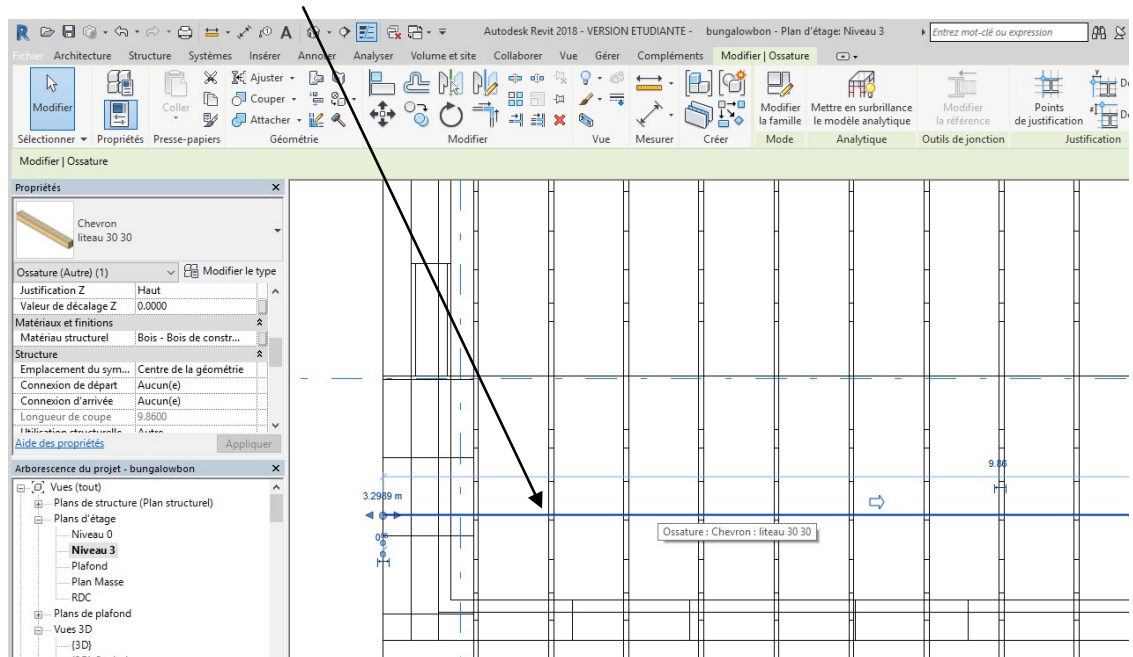 Autodesk Revit 2018 - VERSION ETUDIANTE - bungalowbon - Plan d'étage: Niveau 3
Entrez mot-clé ou expression
Fichier Architecture Structure Systèmes Insérer Annoter Analyser Volume et site Collaborer Vue Gérer Compléments Modifier | Ossature
Modifier
Coller
Ajuster
Couper
Attacher
Modifier la famille
Mettre en surbrillance le modèle analytique
Modifier la référence
Points de justification
Sélectionner Propriétés Presse-papiers Géométrie Modifier Vue Mesurer Créer Mode Analytique Outils de jonction Justification
Modifier | Ossature
Propriétés
Chevron
liteau 30 30
Ossature (Autre) (1) Modifier le type
Justification Z Haut
Valeur de décalage Z 0.0000
Matériaux et finitions
Matériau structurel Bois - Bois de constr...
Structure
Emplacement du sym... Centre de la géométrie
Connexion de départ Aucun(e)
Connexion d'arrivée Aucun(e)
Longueur de coupe 9.8600
Utilisation structurelle Autre
Aide des propriétés Appliquer
Arborescence du projet - bungalowbon
Vues (tout)
Plans de structure (Plan structurel)
Plans d'étage
Niveau 0
Niveau 3
Plafond
Plan Masse
RDC
Plans de plafond
Vues 3D
{3D}
9.86
3.2989 m
Ossature : Chevron : liteau 30 30